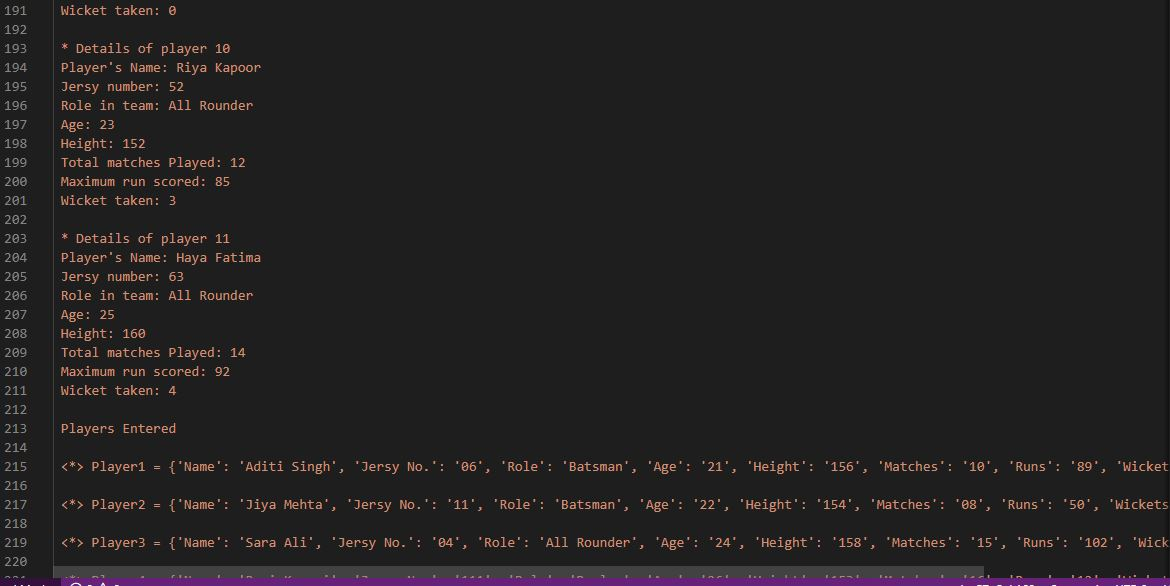 191 Wicket taken: 0
192
193 * Details of player 10
194 Player's Name: Riya Kapoor
195 Jersy number: 52
196 Role in team: All Rounder
197 Age: 23
198 Height: 152
199 Total matches Played: 12
200 Maximum run scored: 85
201 Wicket taken: 3
202
203 * Details of player 11
204 Player's Name: Haya Fatima
205 Jersy number: 63
206 Role in team: All Rounder
207 Age: 25
208 Height: 160
209 Total matches Played: 14
210 Maximum run scored: 92
211 Wicket taken: 4
212
213 Players Entered
214
215 <*> Player1 = {'Name': 'Aditi Singh', 'Jersy No.': '06', 'Role': 'Batsman', 'Age': '21', 'Height': '156', 'Matches': '10', 'Runs': '89', 'Wicket
216
217 <*> Player2 = {'Name': 'Jiya Mehta', 'Jersy No.': '11', 'Role': 'Batsman', 'Age': '22', 'Height': '154', 'Matches': '08', 'Runs': '50', 'Wickets
218
219 <*> Player3 = {'Name': 'Sara Ali', 'Jersy No.': '04', 'Role': 'All Rounder', 'Age': '24', 'Height': '158', 'Matches': '15', 'Runs': '102', 'Wick
220